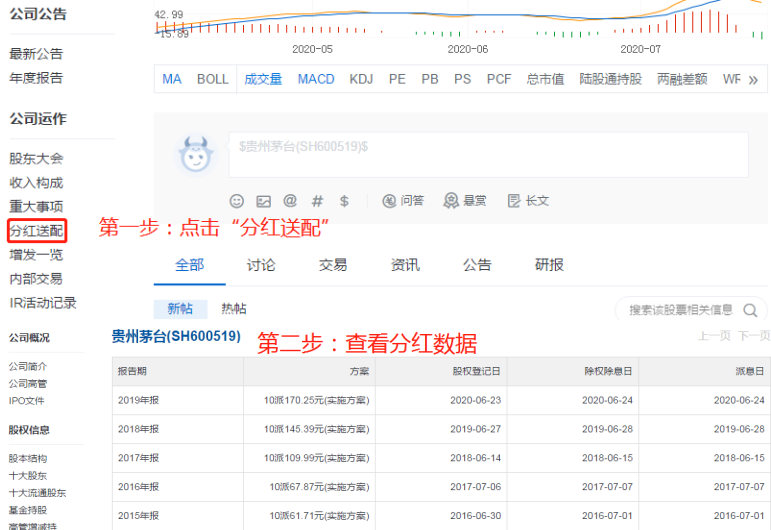 公司公告
最新公告
年度报告
公司运作
股东大会
收入构成
重大事项
分红送配
增发一览
内部交易
IR活动记录
公司概况
公司简介
公司高管
IPO文件
股权信息
股本结构
十大股东
十大流通股东
基金持股
高管增减持
42.99
-15.89
2020-05 2020-06 2020-07
MA BOLL 成交量 MACD KDJ PE PB PS PCF 总市值 陆股通持股 两融差额 WR »
$贵州茅台(SH600519)$
@ # $ 问答 悬赏 长文
第一步：点击“分红送配”
全部 讨论 交易 资讯 公告 研报
新帖 热帖 搜索该股票相关信息
贵州茅台(SH600519) 第二步：查看分红数据 上一页 下一页
报告期 方案 股权登记日 除权除息日 派息日
2019年报 10派170.25元(实施方案) 2020-06-23 2020-06-24 2020-06-24
2018年报 10派145.39元(实施方案) 2019-06-27 2019-06-28 2019-06-28
2017年报 10派109.99元(实施方案) 2018-06-14 2018-06-15 2018-06-15
2016年报 10派67.87元(实施方案) 2017-07-06 2017-07-07 2017-07-07
2015年报 10派61.71元(实施方案) 2016-06-30 2016-07-01 2016-07-01